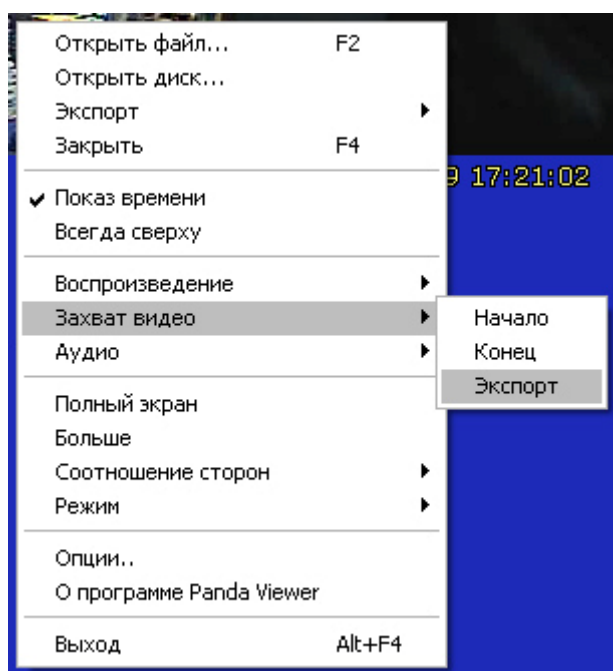 Открыть файл... F2
Открыть диск...
Экспорт
Закрыть F4
9 17:21:02
Показ времени
Всегда сверху
Воспроизведение
Захват видео
Начало
Аудио
Конец
Экспорт
Полный экран
Больше
Соотношение сторон
Режим
Опции..
О программе Panda Viewer
Выход Alt+F4